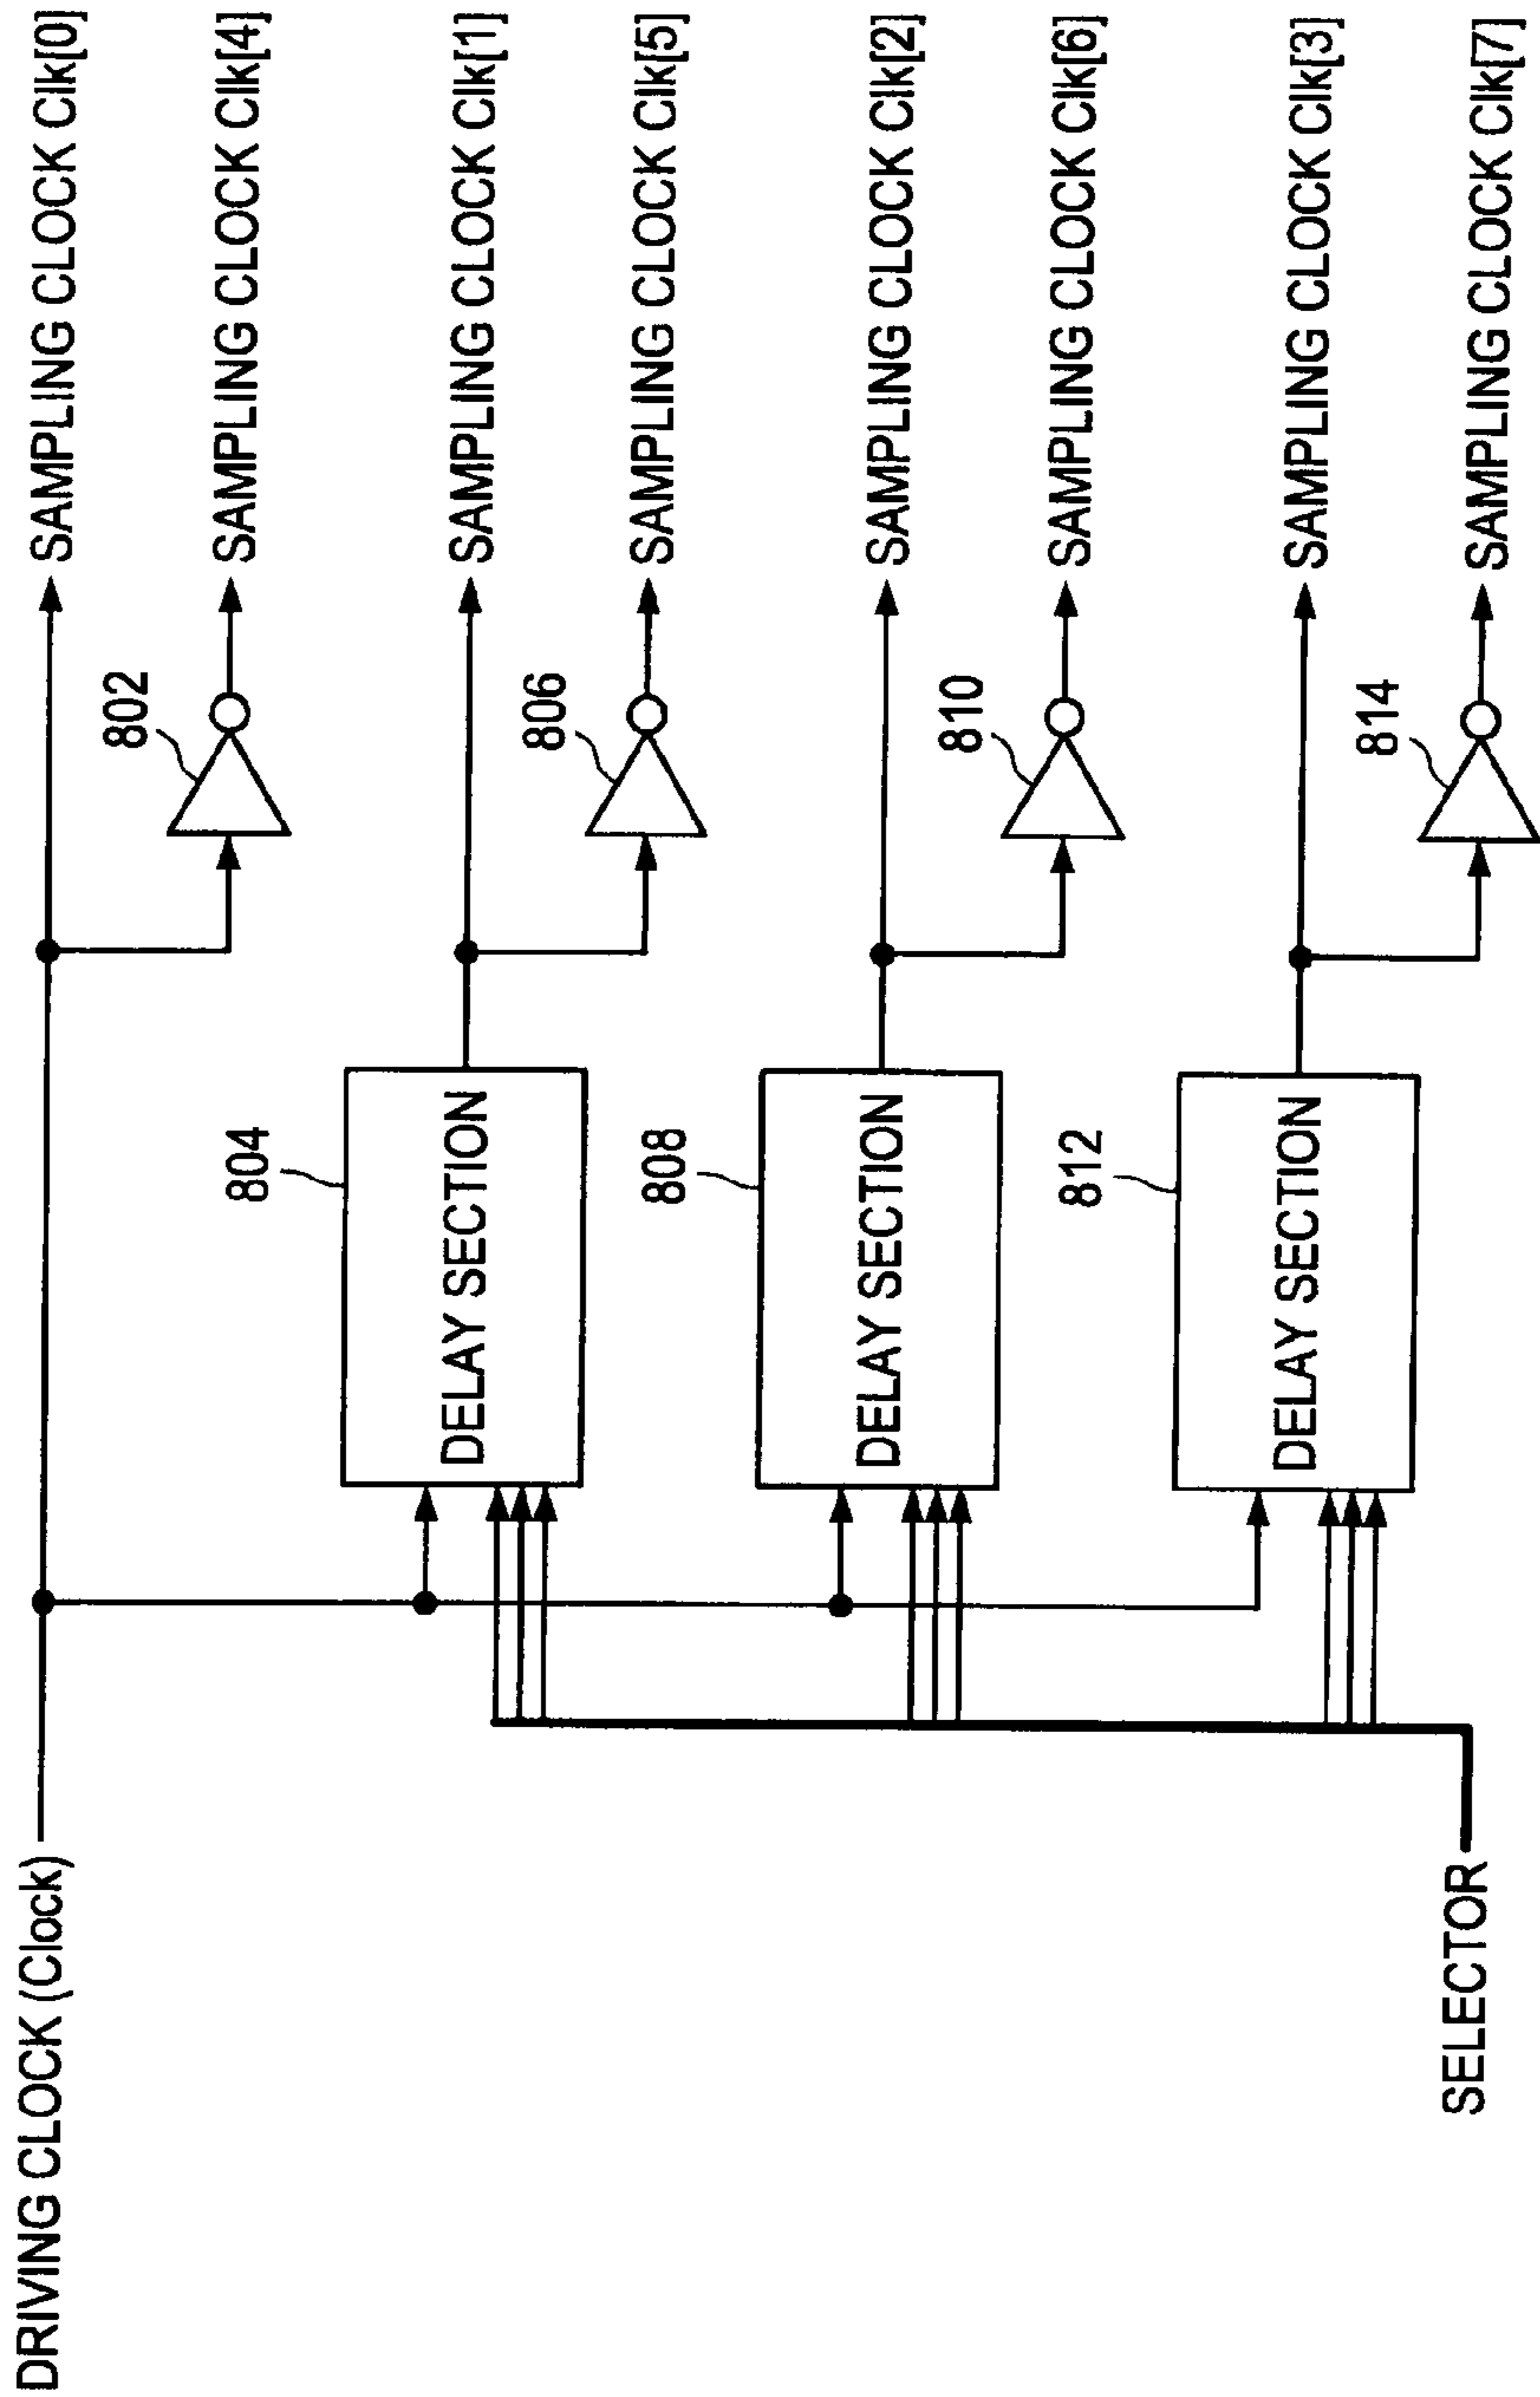 DRIVING CLOCK (Clock)
SAMPLING CLOCK Clk[0]
802
SAMPLING CLOCK Clk[4]
804
DELAY SECTION
SAMPLING CLOCK Clk[1]
806
SAMPLING CLOCK Clk[5]
808
DELAY SECTION
SAMPLING CLOCK Clk[2]
810
SAMPLING CLOCK Clk[6]
812
DELAY SECTION
SAMPLING CLOCK Clk[3]
814
SAMPLING CLOCK Clk[7]
SELECTOR